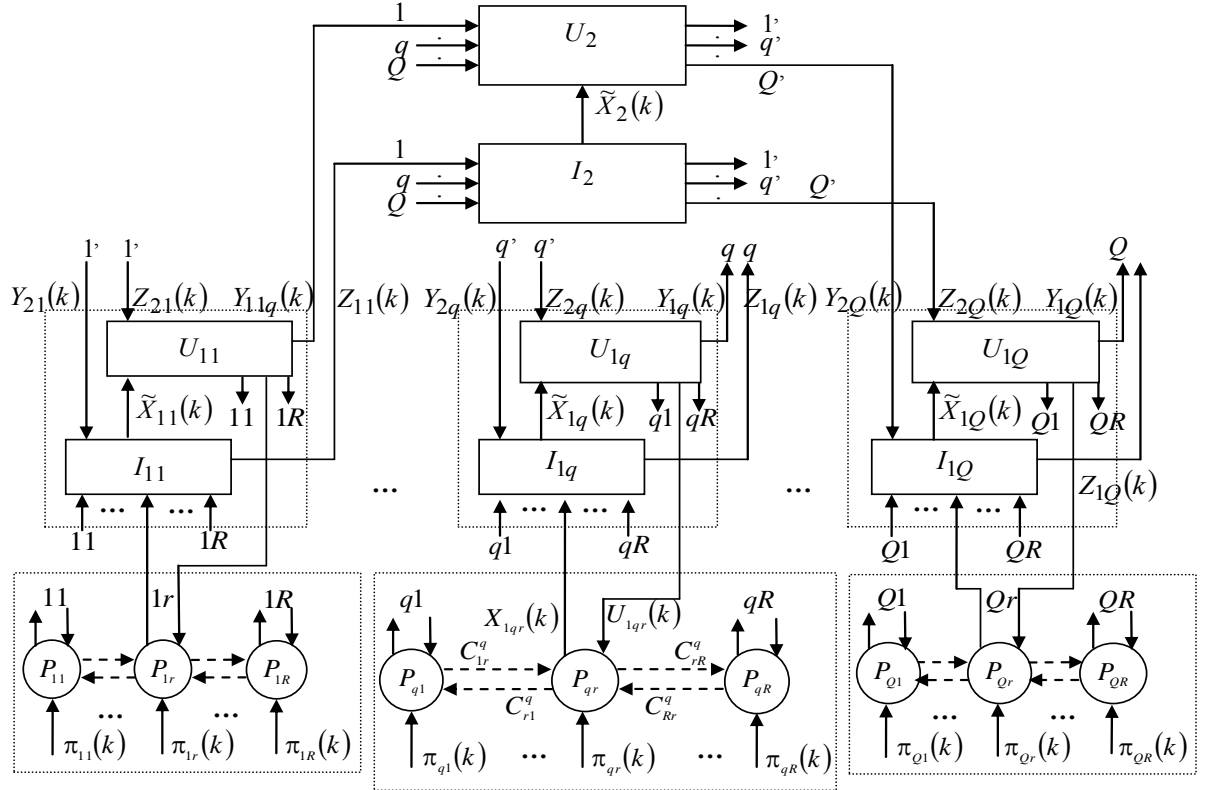 1 U₂ 1’
q q’
Q Q’
X̃₂(k)
1 I₂ 1’
q q’
Q Q’
1’ 1’ q’ q’ q q Q
Y₂₁(k) Z₂₁(k) Y₁₁q(k) Z₁₁(k) Y₂q(k) Z₂q(k) Y₁q(k) Z₁q(k) Y₂Q(k) Z₂Q(k) Y₁Q(k)
U₁₁ U₁q U₁Q
X̃₁₁(k) 11 1R X̃₁q(k) q1 qR X̃₁Q(k) Q1 QR
I₁₁ I₁q I₁Q
Z₁Q(k)
... ...
... ... ... ... ... ...
11 1R q1 qR Q1 QR
11 1r 1R q1 X₁qr(k) U₁qr(k) qR Q1 Qr QR
C₁rq CrRq
P₁₁ P₁r P₁R Pq1 Pqr PqR PQ1 PQr PQR
Cr1q CRrq
... ... ... ... ... ...
π₁₁(k) π₁r(k) π₁R(k) πq1(k) πqr(k) πqR(k) πQ1(k) πQr(k) πQR(k)